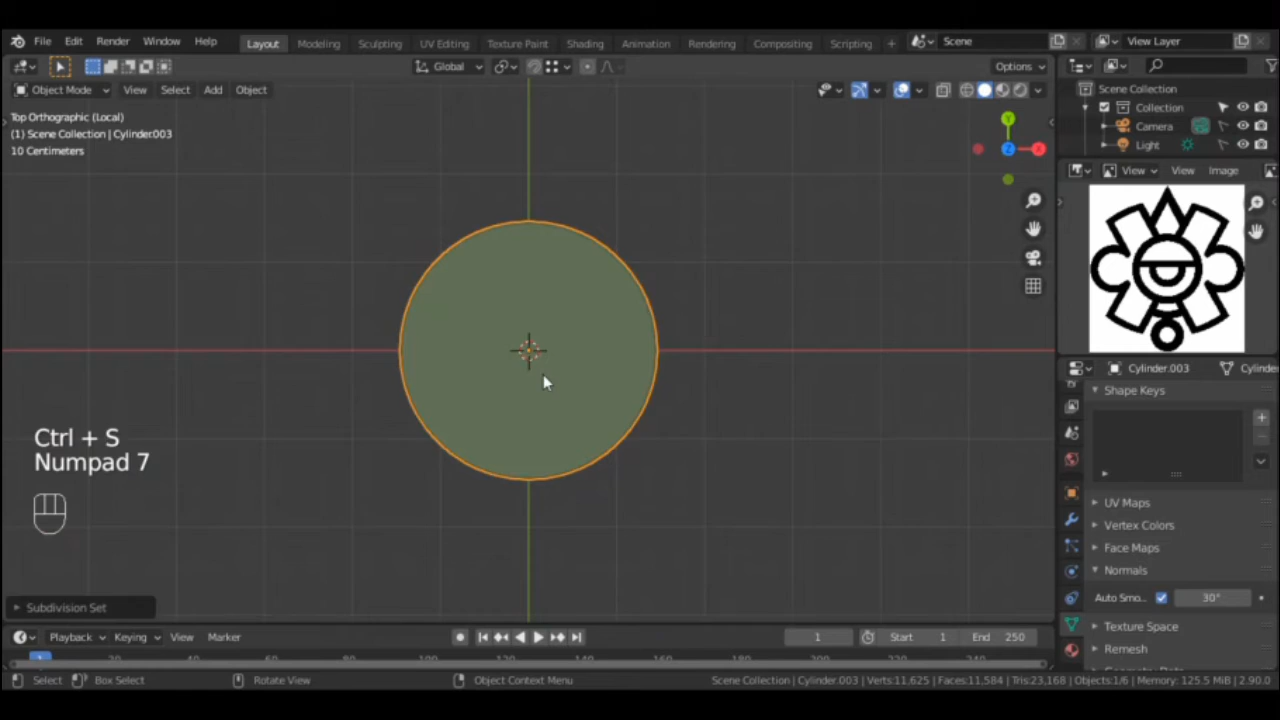 File Edit Render Window Help Layout Modeling Sculpting UV Editing Texture Paint Shading Animation Rendering Compositing Scripting + Scene View Layer
Global Options
Object Mode View Select Add Object
Scene Collection
Top Orthographic (Local)
Collection
(1) Scene Collection | Cylinder.003
Camera
10 Centimeters
Light
Y
Z X
View View Image
Cylinder.003
Shape Keys
Ctrl + S
Numpad 7
UV Maps
Vertex Colors
Face Maps
Normals
Auto Smo... 30°
Subdivision Set
Texture Space
Playback Keying View Marker 1 Start 1 End 250
Remesh
1
Select Box Select Rotate View Object Context Menu Scene Collection | Cylinder.003 | Verts:11,625 | Faces:11,584 | Tris:23,168 | Objects:1/6 | Memory: 125.5 MiB | 2.90.0